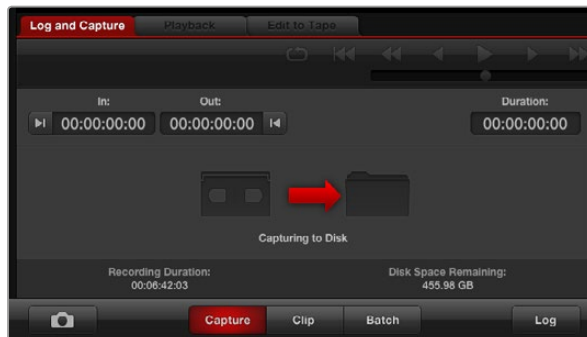 Log and Capture Playback Edit to Tape
In: Out: Duration:
00:00:00:00 00:00:00:00 00:00:00:00
Capturing to Disk
Recording Duration: Disk Space Remaining:
00:06:42:03 455.98 GB
Capture Clip Batch Log